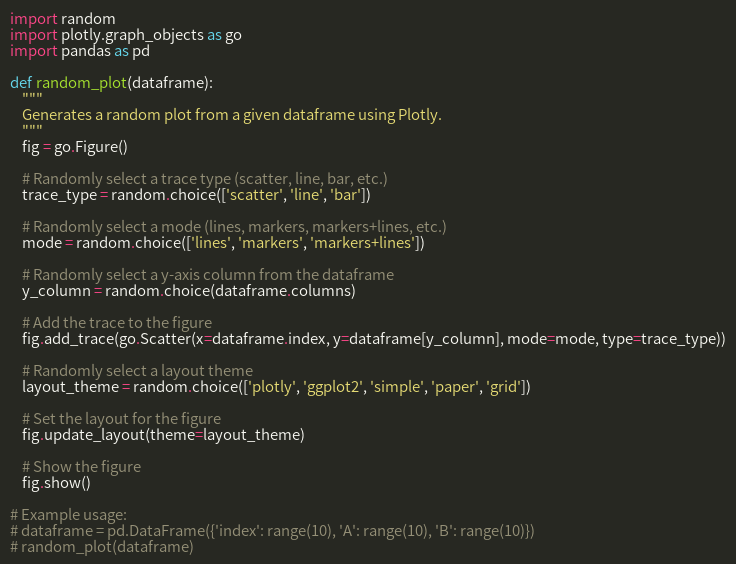 import random
import plotly.graph_objects as go
import pandas as pd
def random_plot(dataframe):
"""
Generates a random plot from a given dataframe using Plotly.
"""
fig = go.Figure()
# Randomly select a trace type (scatter, line, bar, etc.)
trace_type = random.choice(['scatter', 'line', 'bar'])
# Randomly select a mode (lines, markers, markers+lines, etc.)
mode = random.choice(['lines', 'markers', 'markers+lines'])
# Randomly select a y-axis column from the dataframe
y_column = random.choice(dataframe.columns)
# Add the trace to the figure
fig.add_trace(go.Scatter(x=dataframe.index, y=dataframe[y_column], mode=mode, type=trace_type))
# Randomly select a layout theme
layout_theme = random.choice(['plotly', 'ggplot2', 'simple', 'paper', 'grid'])
# Set the layout for the figure
fig.update_layout(theme=layout_theme)
# Show the figure
fig.show()
# Example usage:
# dataframe = pd.DataFrame({'index': range(10), 'A': range(10), 'B': range(10)})
# random_plot(dataframe)